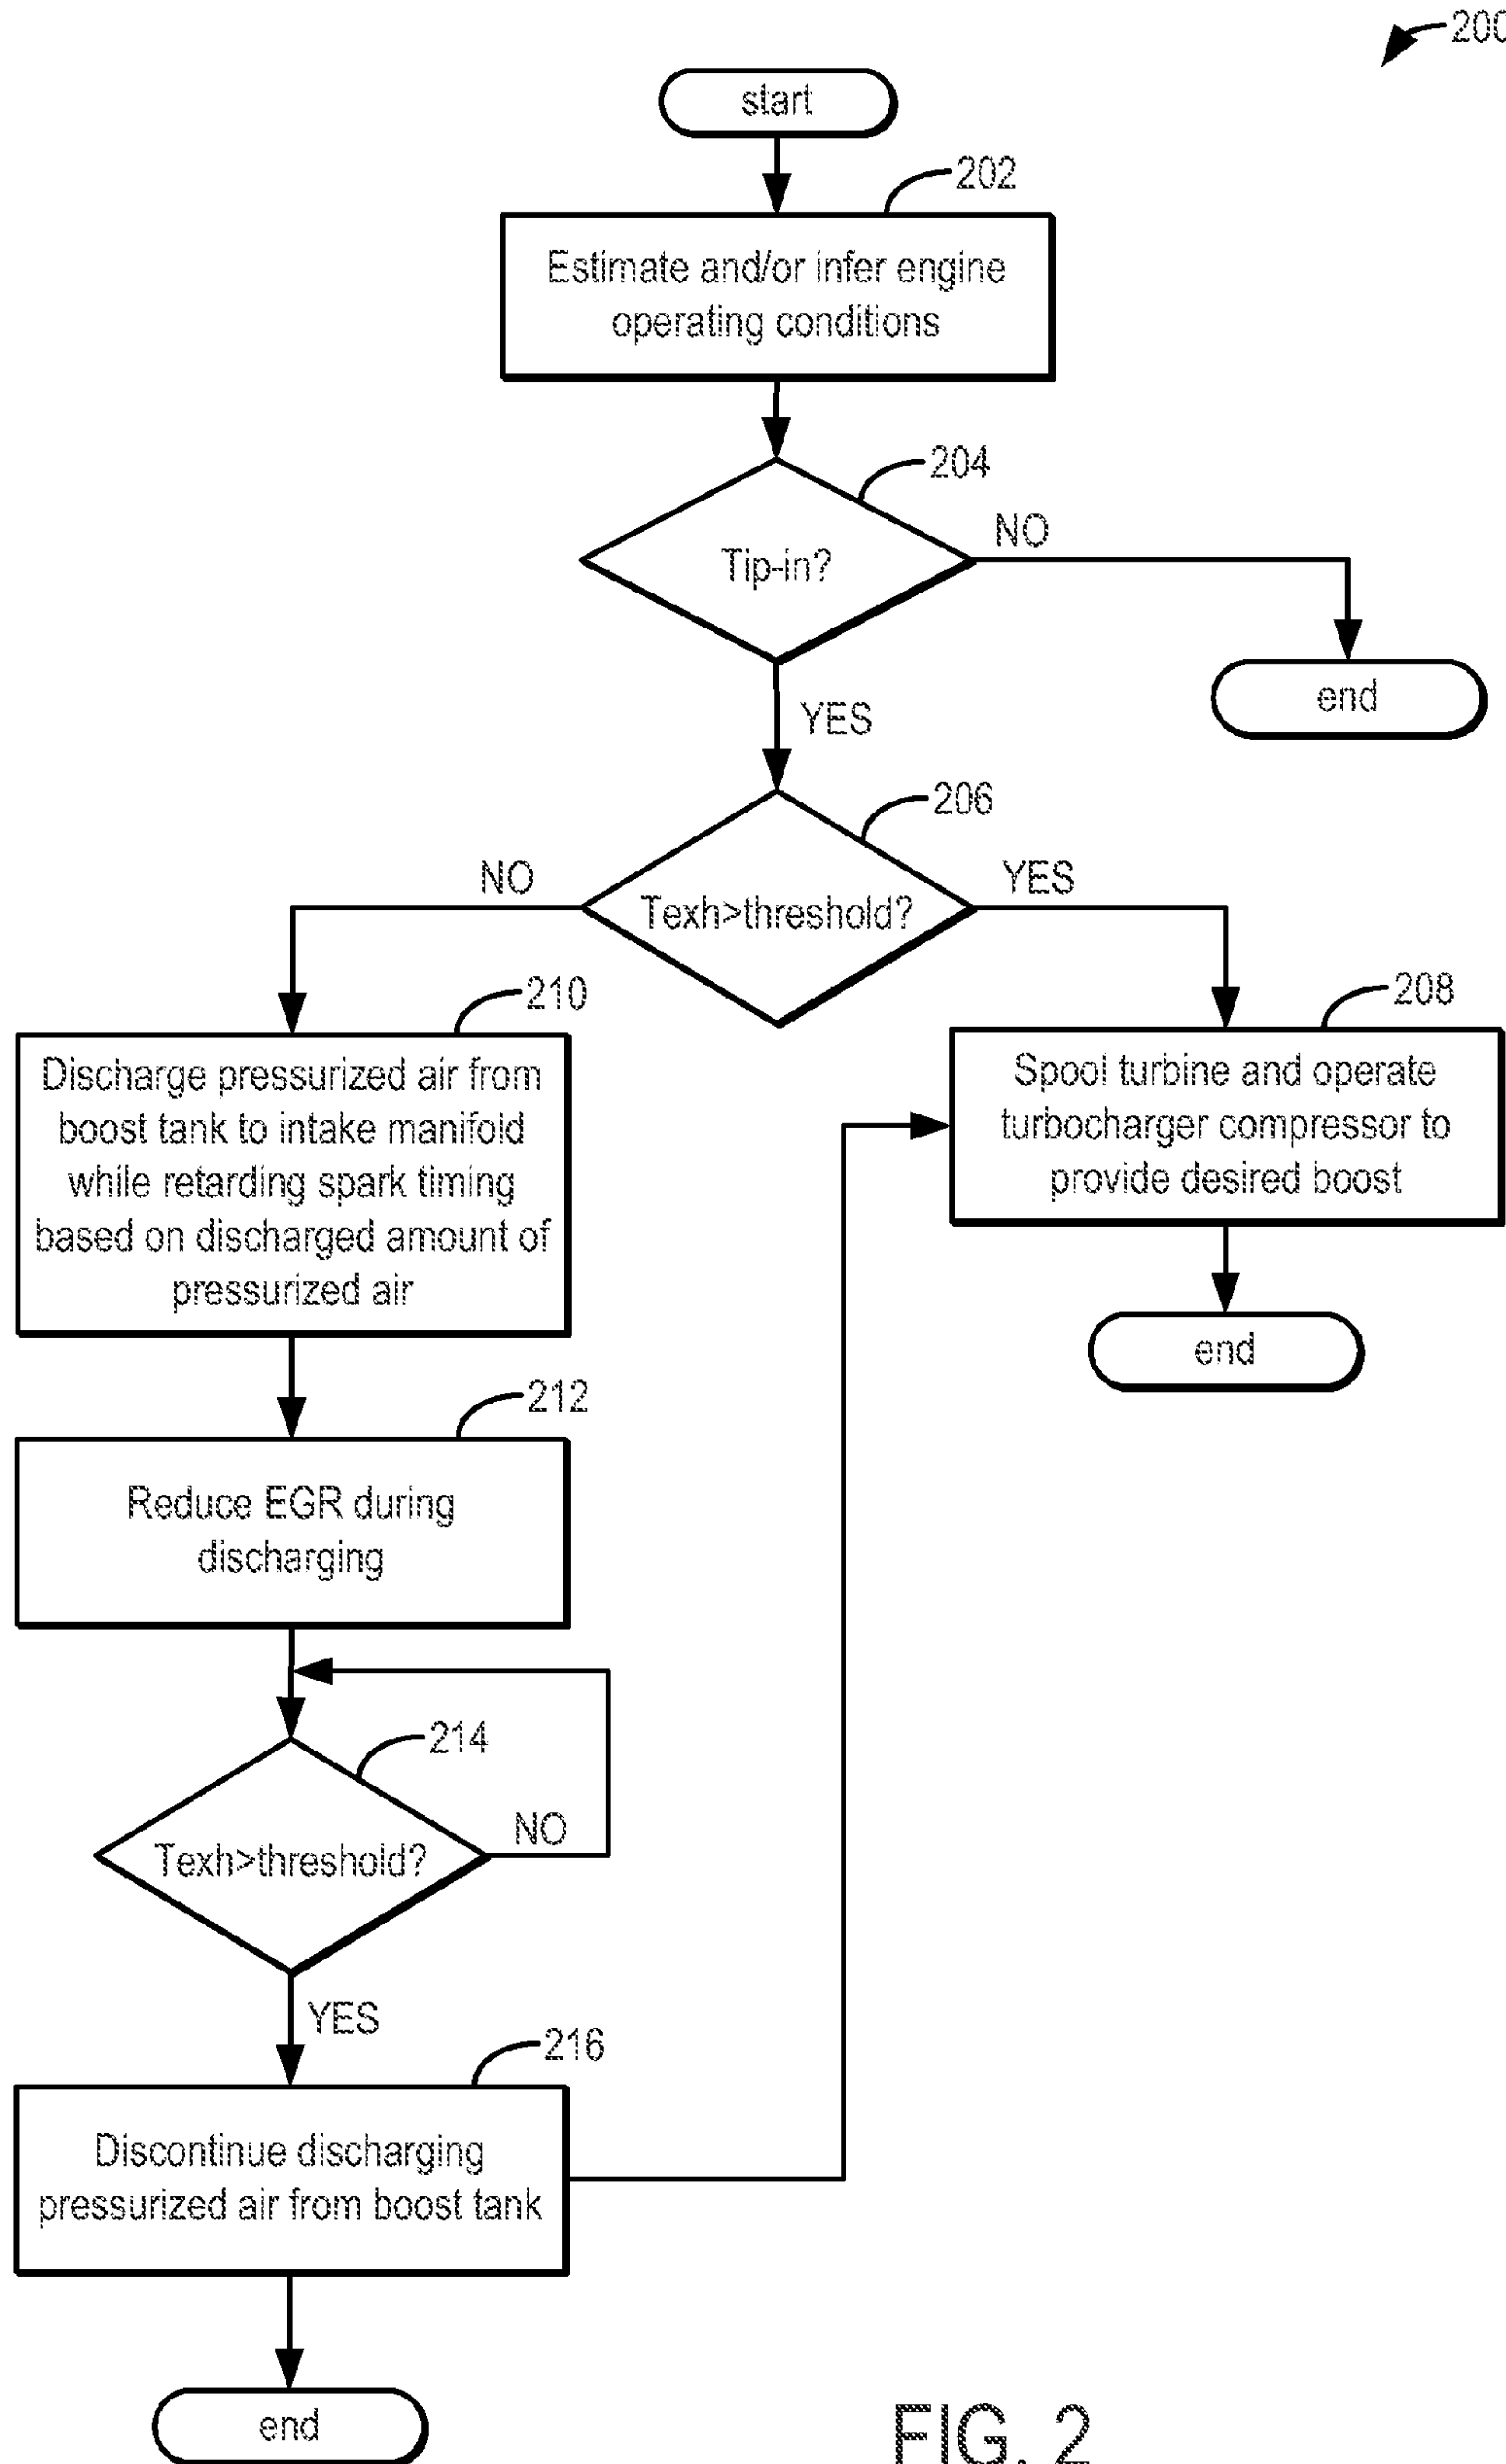 200
start
202
Estimate and/or infer engine
operating conditions
204
Tip-in?
NO
end
YES
206
NO
Texh>threshold?
YES
210
208
Discharge pressurized air from
boost tank to intake manifold
while retarding spark timing
based on discharged amount of
pressurized air
Spool turbine and operate
turbocharger compressor to
provide desired boost
end
212
Reduce EGR during
discharging
214
Texh>threshold?
NO
YES
216
Discontinue discharging
pressurized air from boost tank
end
FIG. 2